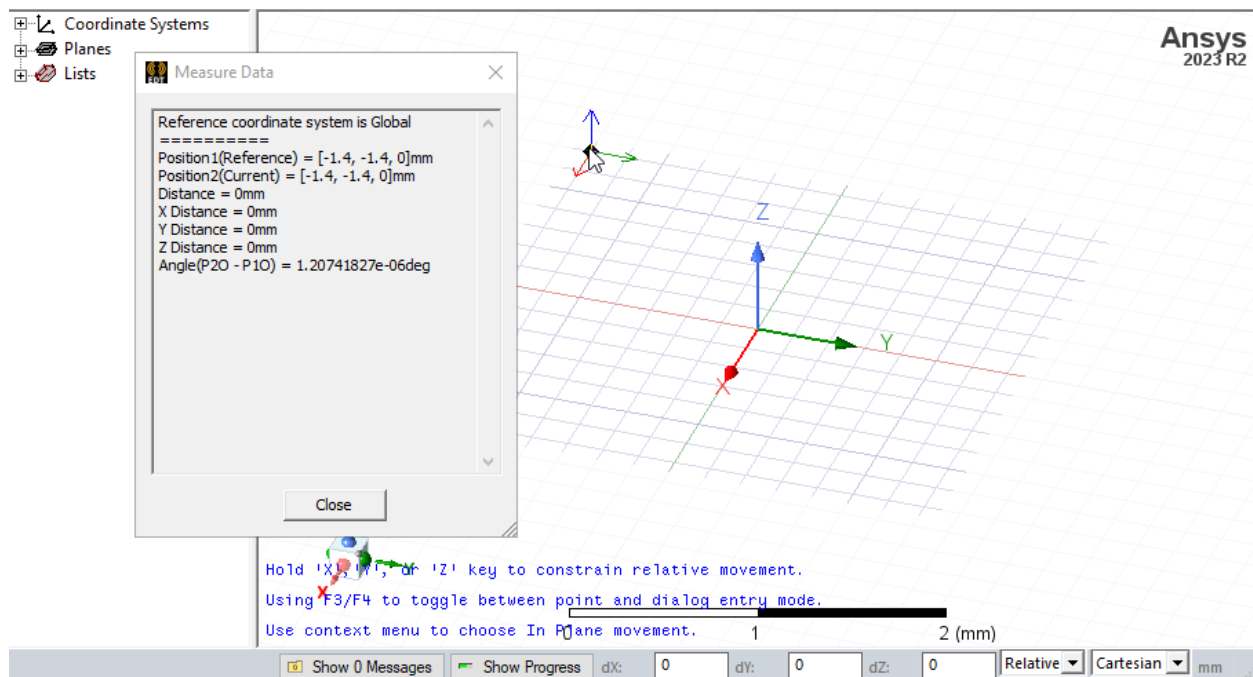 Coordinate Systems
Planes
Lists
Ansys
2023 R2
EDT
Measure Data
Reference coordinate system is Global
==========
Position1(Reference) = [-1.4, -1.4, 0]mm
Position2(Current) = [-1.4, -1.4, 0]mm
Distance = 0mm
X Distance = 0mm
Y Distance = 0mm
Z Distance = 0mm
Angle(P2O - P1O) = 1.20741827e-06deg
Close
Z
Y
X
Y
X
Hold 'X', 'Y', or 'Z' key to constrain relative movement.
Using F3/F4 to toggle between point and dialog entry mode.
Use context menu to choose In Plane movement.
0 1 2 (mm)
Show 0 Messages Show Progress dX: 0 dY: 0 dZ: 0 Relative Cartesian mm